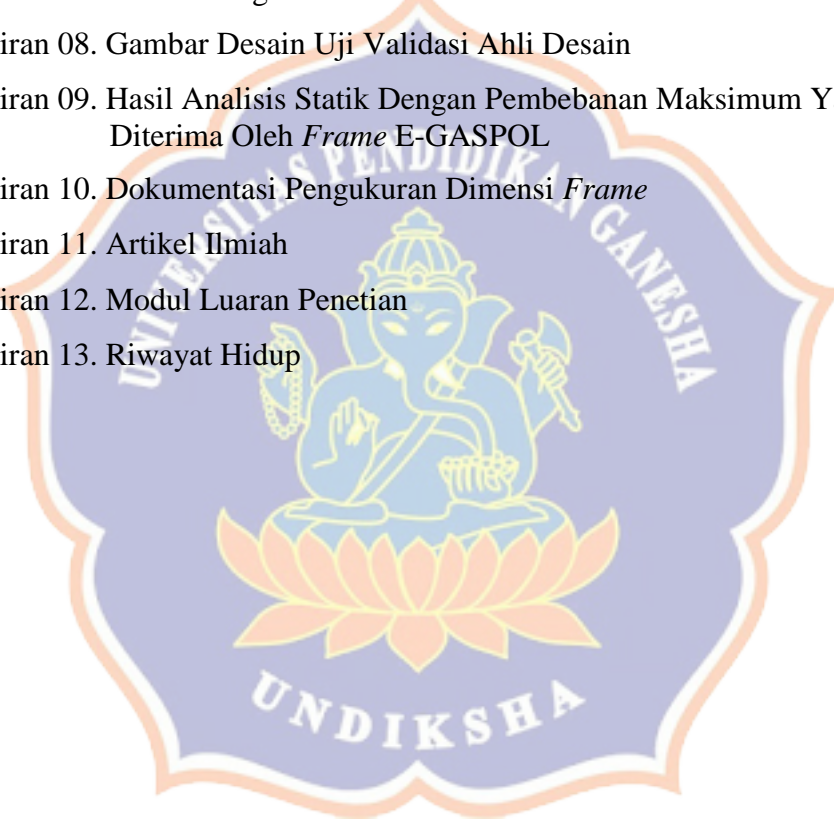 iran 08. Gambar Desain Uji Validasi Ahli Desain
iran 09. Hasil Analisis Statik Dengan Pembebanan Maksimum Y
Diterima Oleh Frame E-GASPOL
iran 10. Dokumentasi Pengukuran Dimensi Frame
iran 11. Artikel Ilmiah
iran 12. Modul Luaran Penetian
iran 13. Riwayat Hidup
UNIVERSITAS PENDIDIKAN GANESHA
UNDIKSHA